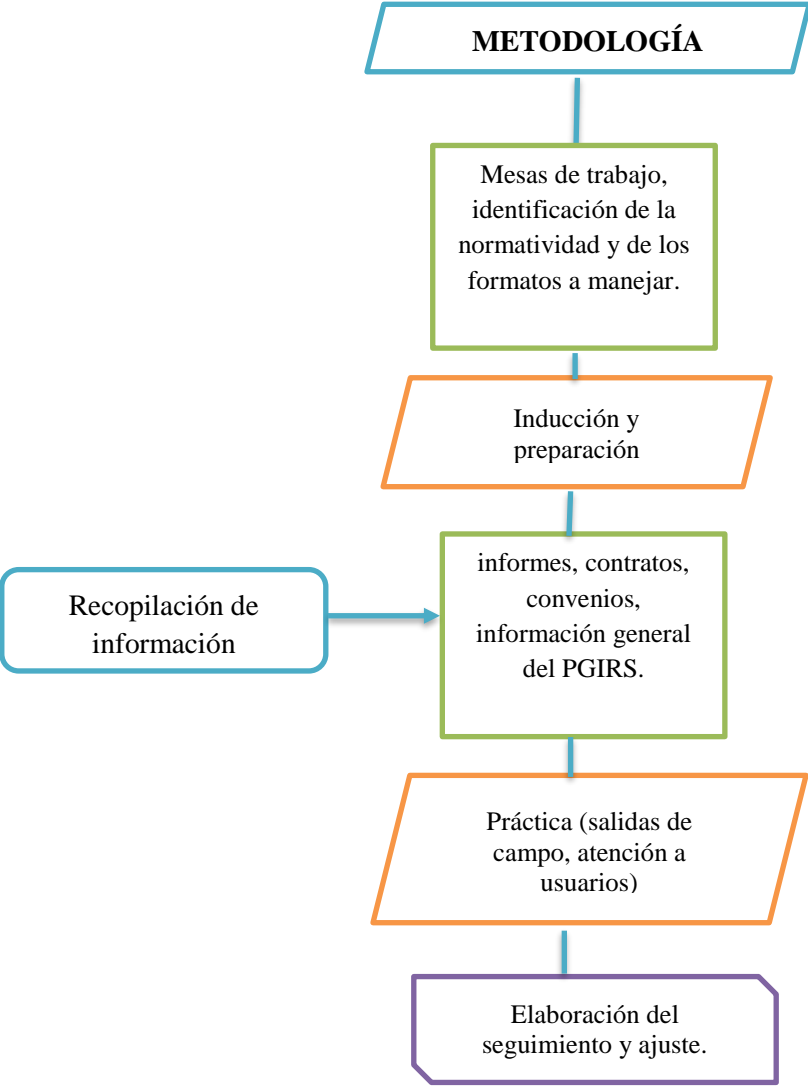 METODOLOGÍA
Mesas de trabajo,
identificación de la
normatividad y de los
formatos a manejar.
Inducción y
preparación
Recopilación de
información
informes, contratos,
convenios,
información general
del PGIRS.
Práctica (salidas de
campo, atención a
usuarios)
Elaboración del
seguimiento y ajuste.